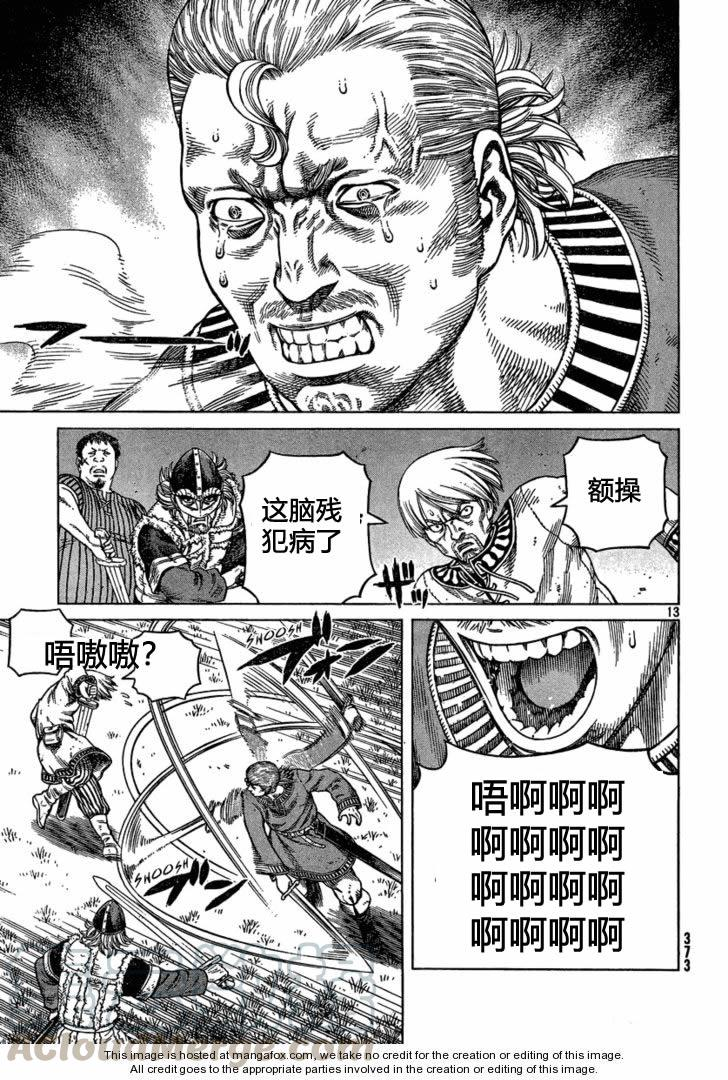 额操
这脑残
犯病了
13
唔啊啊啊
啊啊啊啊
啊啊啊啊
啊啊啊啊
唔嗷嗷?
SHOOSH
SHOOSH
373
This image is hosted at mangafox.com, we take no credit for the creation or editing of this image.
All credit goes to the appropriate parties involved in the creation or editing of this image.